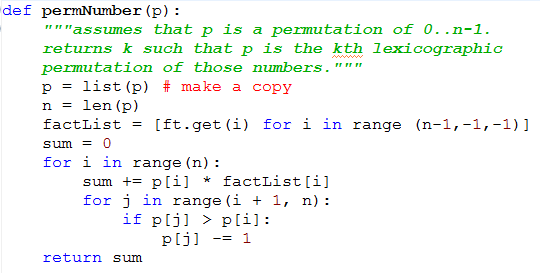 def permNumber(p):
    """assumes that p is a permutation of 0..n-1.
    returns k such that p is the kth lexicographic
    permutation of those numbers."""
    p = list(p) # make a copy
    n = len(p)
    factList = [ft.get(i) for i in range (n-1,-1,-1)]
    sum = 0
    for i in range(n):
        sum += p[i] * factList[i]
        for j in range(i + 1, n):
            if p[j] > p[i]:
                p[j] -= 1
    return sum